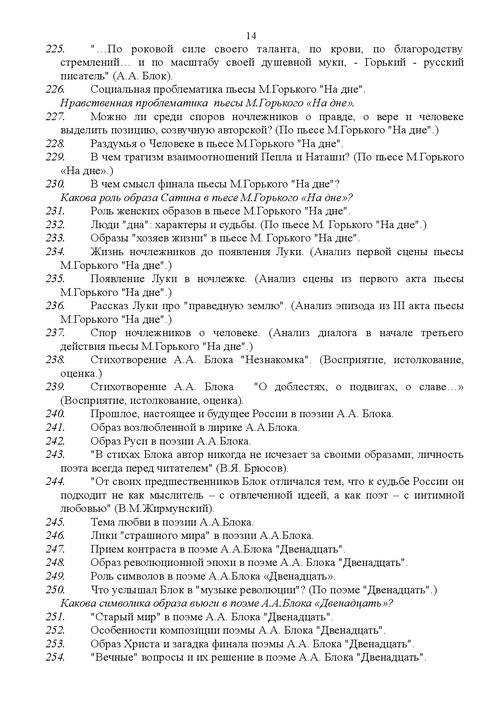 14
225. "…По роковой силе своего таланта, по крови, по благородству
стремлений… и по масштабу своей душевной муки, - Горький - русский
писатель" (А.А. Блок).
226. Социальная проблематика пьесы М.Горького "На дне".
Нравственная проблематика пьесы М.Горького «На дне».
227. Можно ли среди споров ночлежников о правде, о вере и человеке
выделить позицию, созвучную авторской? (По пьесе М.Горького "На дне".)
228. Раздумья о Человеке в пьесе М.Горького "На дне".
229. В чем трагизм взаимоотношений Пепла и Наташи? (По пьесе М.Горького
«На дне».)
230. В чем смысл финала пьесы М.Горького "На дне"?
Какова роль образа Сатина в пьесе М.Горького «На дне»?
231. Роль женских образов в пьесе М.Горького "На дне".
232. Люди "дна": характеры и судьбы. (По пьесе М. Горького "На дне".)
233. Образы "хозяев жизни" в пьесе М. Горького "На дне".
234. Жизнь ночлежников до появления Луки. (Анализ первой сцены пьесы
М.Горького "На дне".)
235. Появление Луки в ночлежке. (Анализ сцены из первого акта пьесы
М.Горького "На дне".)
236. Рассказ Луки про "праведную землю". (Анализ эпизода из III акта пьесы
М.Горького "На дне".)
237. Спор ночлежников о человеке. (Анализ диалога в начале третьего
действия пьесы М.Горького "На дне".)
238. Стихотворение А.А. Блока "Незнакомка". (Восприятие, истолкование,
оценка.)
239. Стихотворение А.А. Блока "О доблестях, о подвигах, о славе…»
(Восприятие, истолкование, оценка).
240. Прошлое, настоящее и будущее России в поэзии А.А. Блока.
241. Образ возлюбленной в лирике А.А.Блока.
242. Образ Руси в поэзии А.А.Блока.
243. "В стихах Блока автор никогда не исчезает за своими образами; личность
поэта всегда перед читателем" (В.Я. Брюсов).
244. "От своих предшественников Блок отличался тем, что к судьбе России он
подходит не как мыслитель – с отвлеченной идеей, а как поэт – с интимной
любовью" (В.М.Жирмунский).
245. Тема любви в поэзии А.А.Блока.
246. Лики "страшного мира" в поэзии А.А.Блока.
247. Прием контраста в поэме А.А.Блока "Двенадцать".
248. Образ революционной эпохи в поэме А.А. Блока "Двенадцать".
249. Роль символов в поэме А.А.Блока «Двенадцать».
250. Что услышал Блок в "музыке революции"? (По поэме "Двенадцать".)
Какова символика образа вьюги в поэме А.А.Блока «Двенадцать»?
251. "Старый мир" в поэме А.А. Блока "Двенадцать".
252. Особенности композиции поэмы А.А. Блока "Двенадцать".
253. Образ Христа и загадка финала поэмы А.А. Блока "Двенадцать".
254. "Вечные" вопросы и их решение в поэме А.А. Блока "Двенадцать".